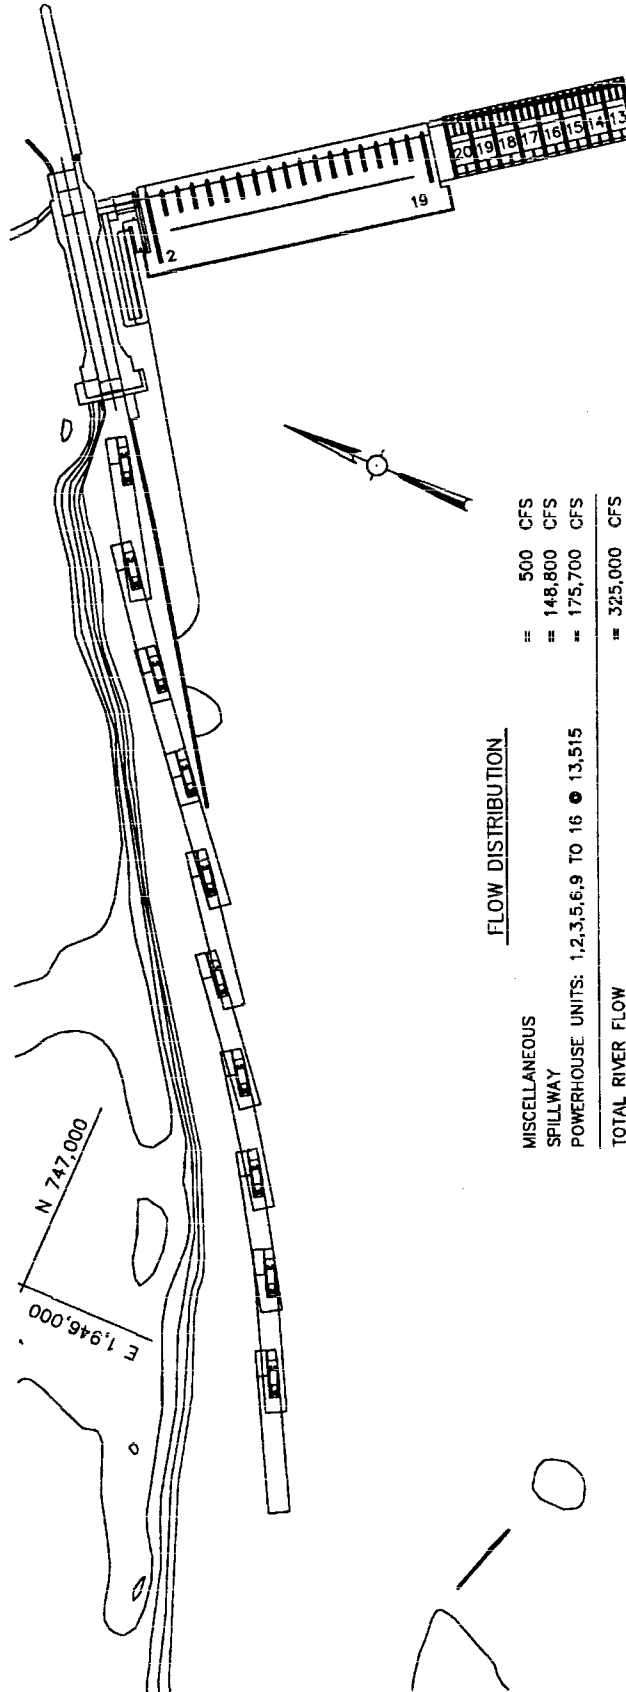 20 19 18 17 16 15 14 13
19
2
FLOW DISTRIBUTION
MISCELLANEOUS = 500 CFS
SPILLWAY = 148,800 CFS
POWERHOUSE UNITS: 1,2,3,5,6,9 TO 16 @ 13,515 = 175,700 CFS
TOTAL RIVER FLOW = 325,000 CFS
N 747,000
E 1,946,000